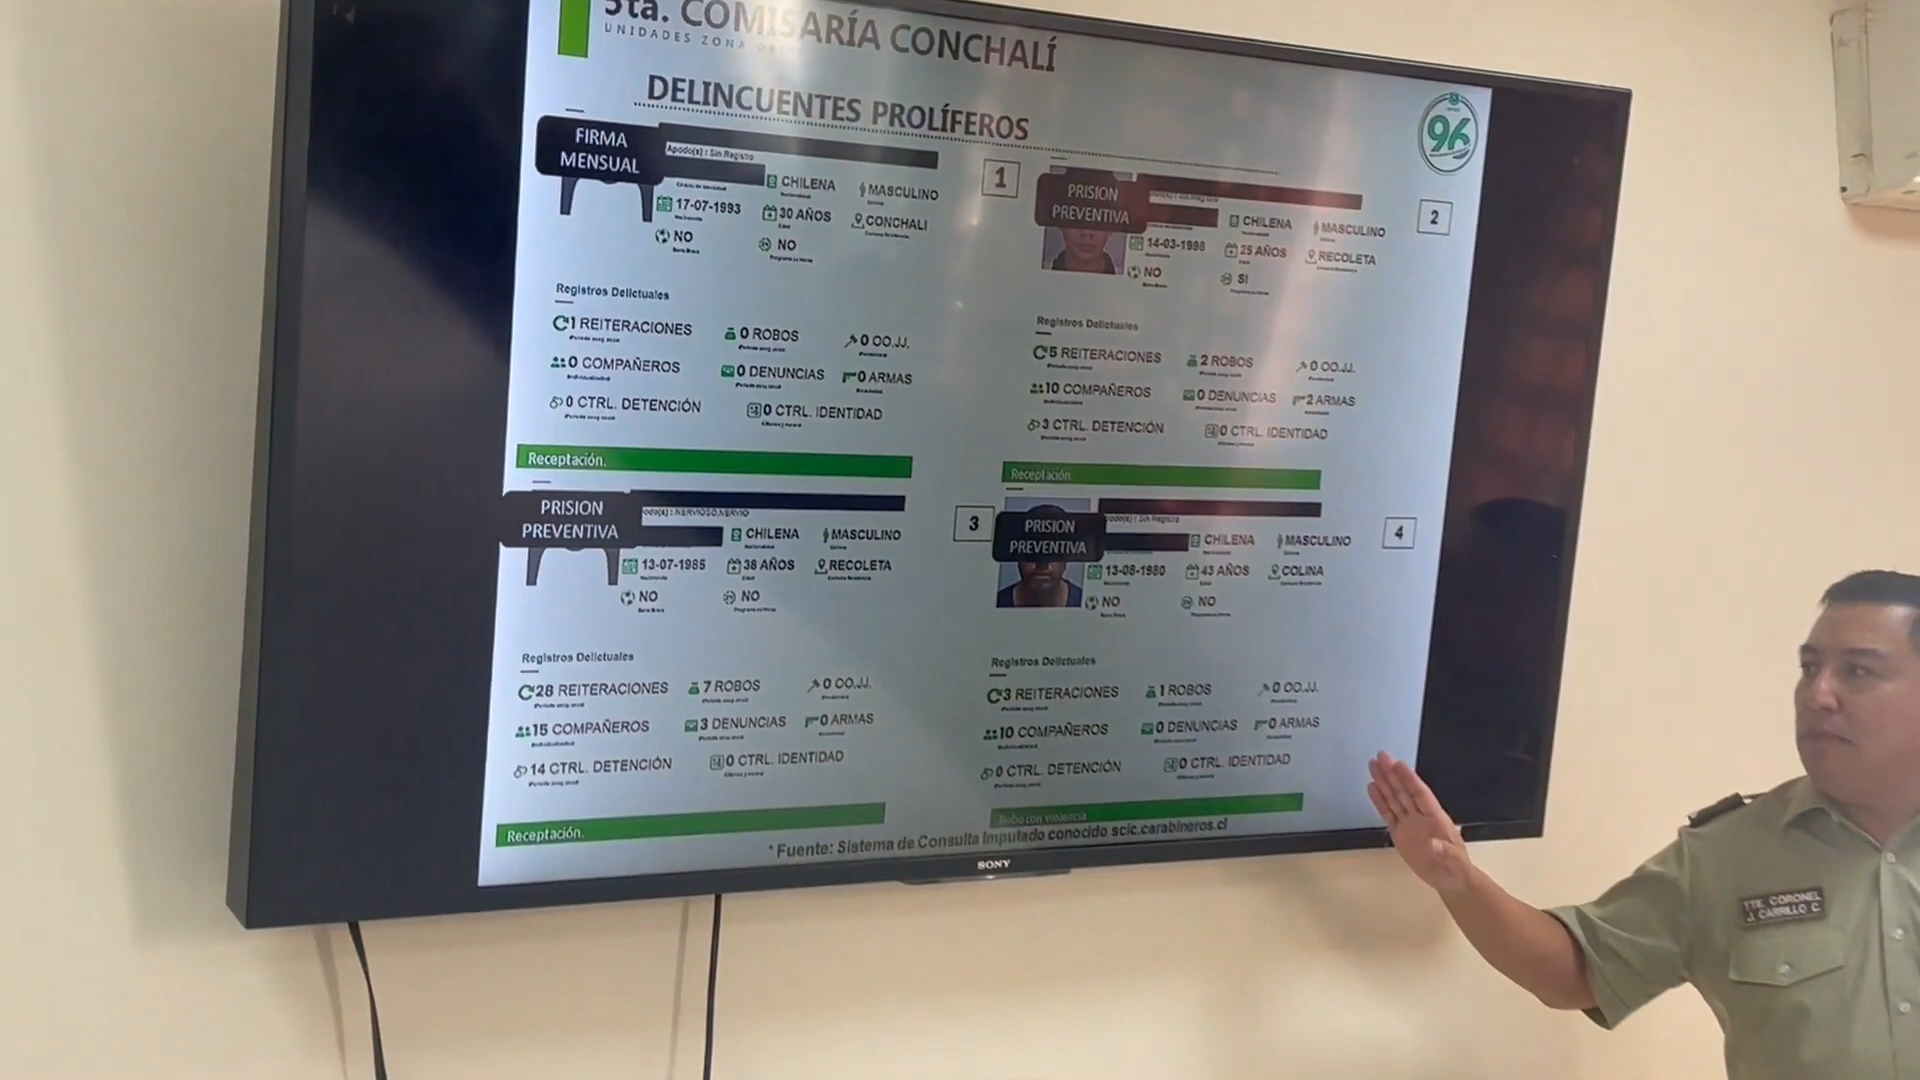 5ta. COMISARÍA CONCHALÍ
UNIDADES ZONA
DELINCUENTES PROLÍFEROS
96
FIRMA
MENSUAL
Apodo(s) : Sin Registro
1
CHILENA
MASCULINO
17-07-1993
30 AÑOS
CONCHALI
NO
NO
Registros Delictuales
1 REITERACIONES
0 ROBOS
0 OO.JJ.
0 COMPAÑEROS
0 DENUNCIAS
0 ARMAS
0 CTRL. DETENCIÓN
0 CTRL. IDENTIDAD
Receptación.
PRISION
PREVENTIVA
2
CHILENA
MASCULINO
14-03-1998
25 AÑOS
RECOLETA
NO
SI
Registros Delictuales
5 REITERACIONES
2 ROBOS
0 OO.JJ.
10 COMPAÑEROS
0 DENUNCIAS
2 ARMAS
3 CTRL. DETENCIÓN
0 CTRL. IDENTIDAD
Receptación
PRISION
PREVENTIVA
odo(s) : NERVIOSO,NERVIO
3
CHILENA
MASCULINO
13-07-1985
38 AÑOS
RECOLETA
NO
NO
Registros Delictuales
28 REITERACIONES
7 ROBOS
0 OO.JJ.
15 COMPAÑEROS
3 DENUNCIAS
0 ARMAS
14 CTRL. DETENCIÓN
0 CTRL. IDENTIDAD
Receptación.
PRISION
PREVENTIVA
podo(s) : Sin Registro
4
CHILENA
MASCULINO
13-08-1980
43 AÑOS
COLINA
NO
NO
Registros Delictuales
3 REITERACIONES
1 ROBOS
0 OO.JJ.
10 COMPAÑEROS
0 DENUNCIAS
0 ARMAS
0 CTRL. DETENCIÓN
0 CTRL. IDENTIDAD
Robo con violencia
* Fuente: Sistema de Consulta Imputado conocido scic.carabineros.cl
SONY
TTE. CORONEL
J. CARRILLO C.